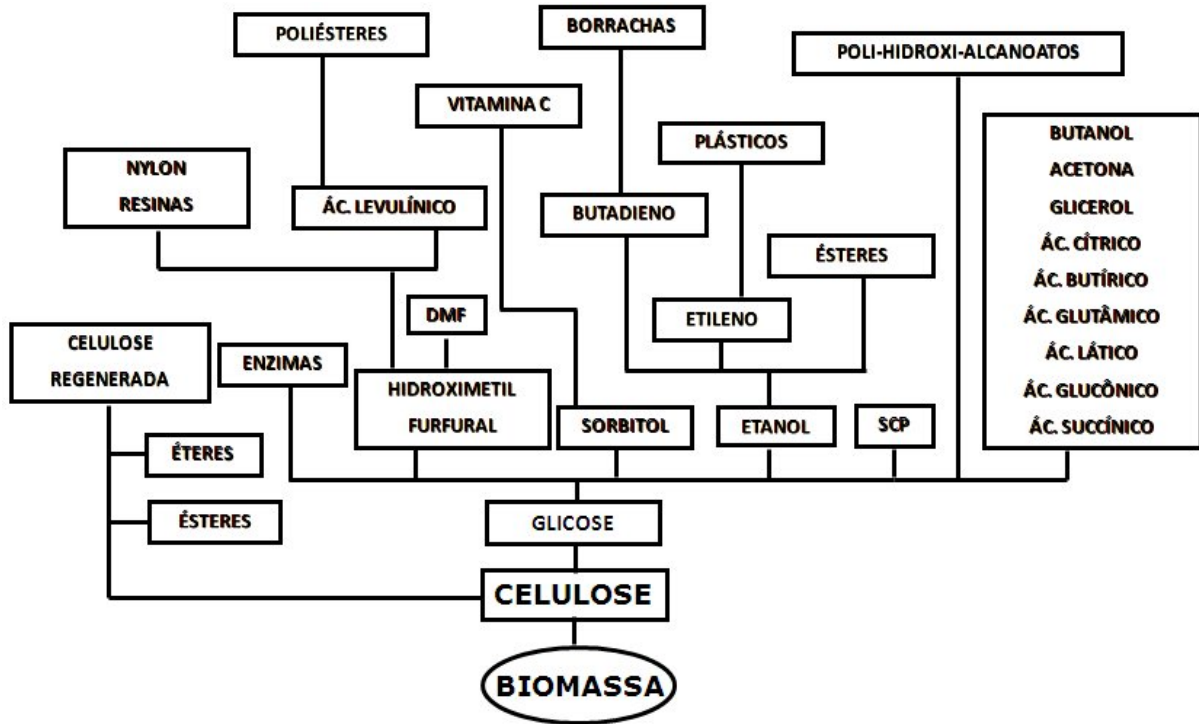 POLIÉSTERES
BORRACHAS
POLI-HIDROXI-ALCANOATOS
VITAMINA C
PLÁSTICOS
NYLON
RESINAS
ÁC. LEVULÍNICO
BUTADIENO
ÉSTERES
BUTANOL
ACETONA
GLICEROL
ÁC. CÍTRICO
ÁC. BUTÍRICO
ÁC. GLUTÂMICO
ÁC. LÁTICO
ÁC. GLUCÔNICO
ÁC. SUCCÍNICO
DMF
ETILENO
CELULOSE
REGENERADA
ENZIMAS
HIDROXIMETIL
FURFURAL
SORBITOL
ETANOL
SCP
ÉTERES
ÉSTERES
GLICOSE
CELULOSE
BIOMASSA